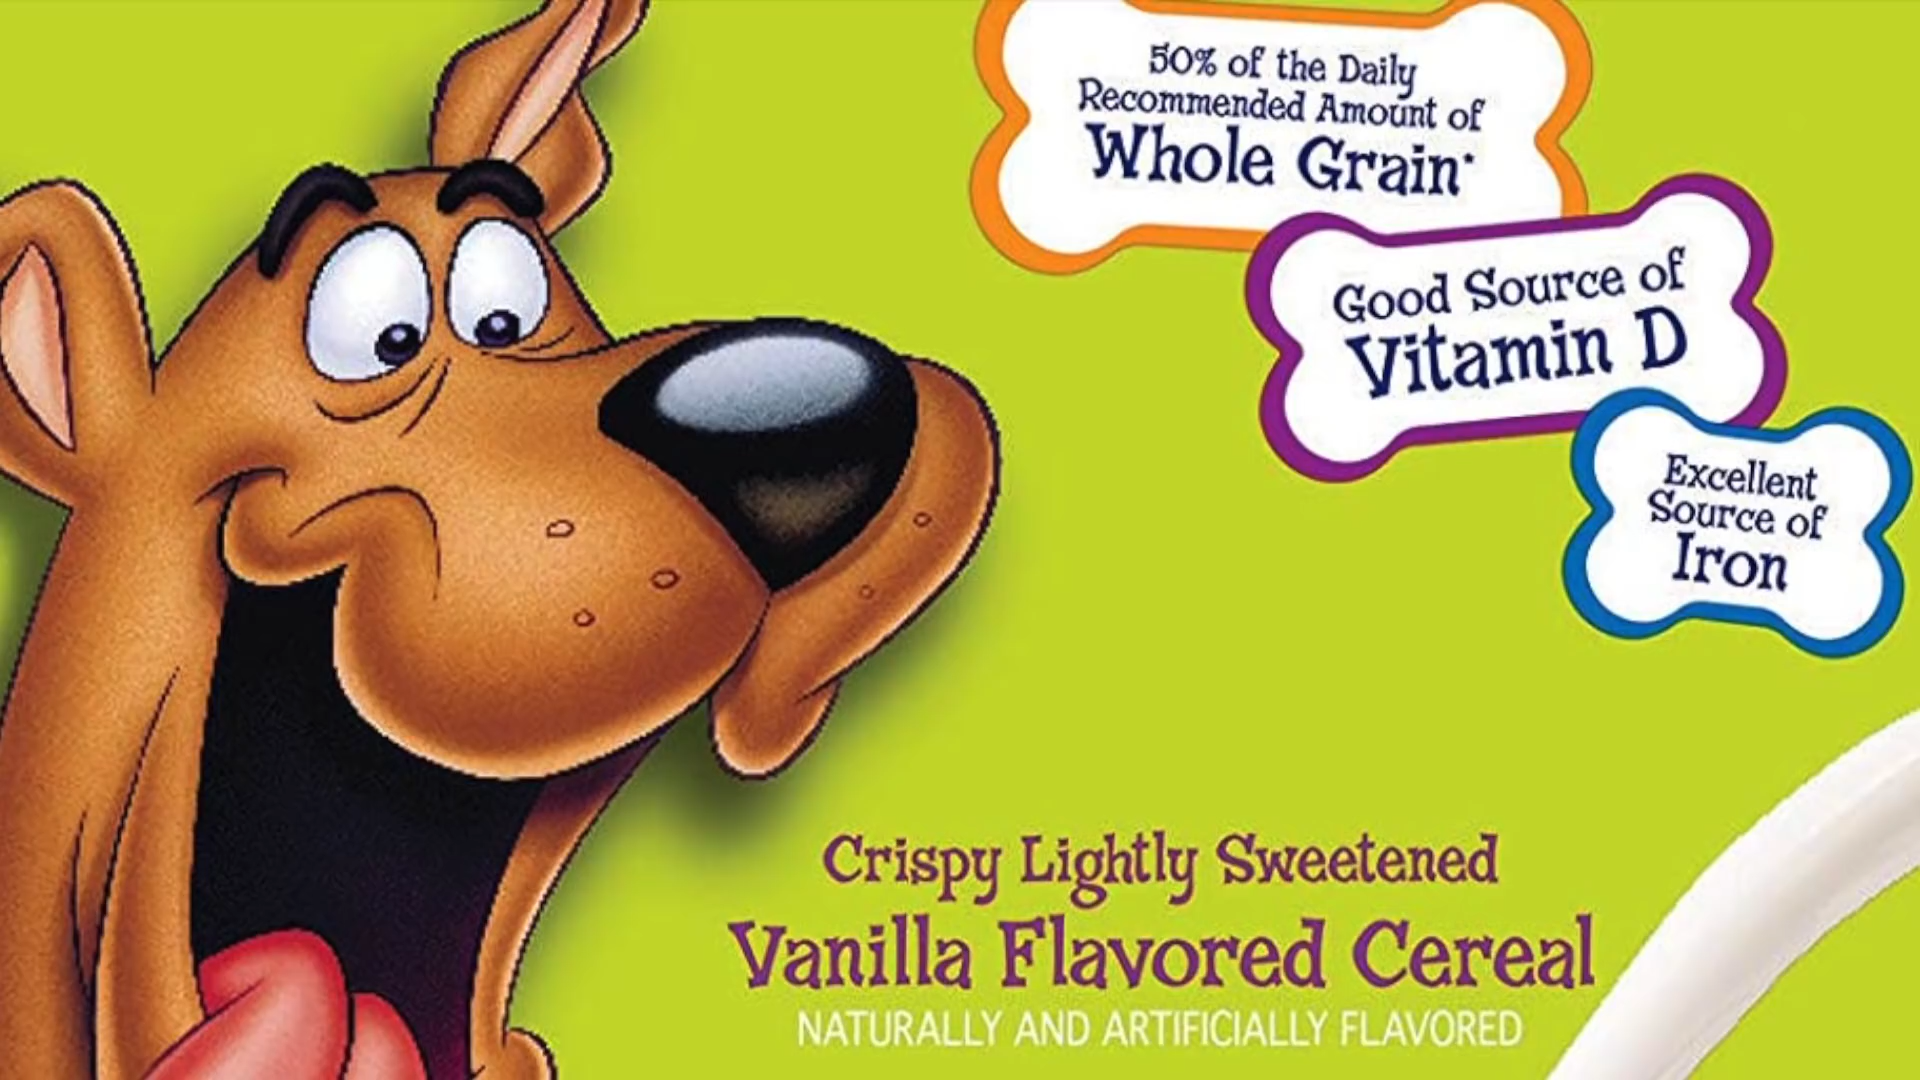 50% of the Daily
Recommended Amount of
Whole Grain*
Good Source of
Vitamin D
Excellent
Source of
Iron
Crispy Lightly Sweetened
Vanilla Flavored Cereal
NATURALLY AND ARTIFICIALLY FLAVORED